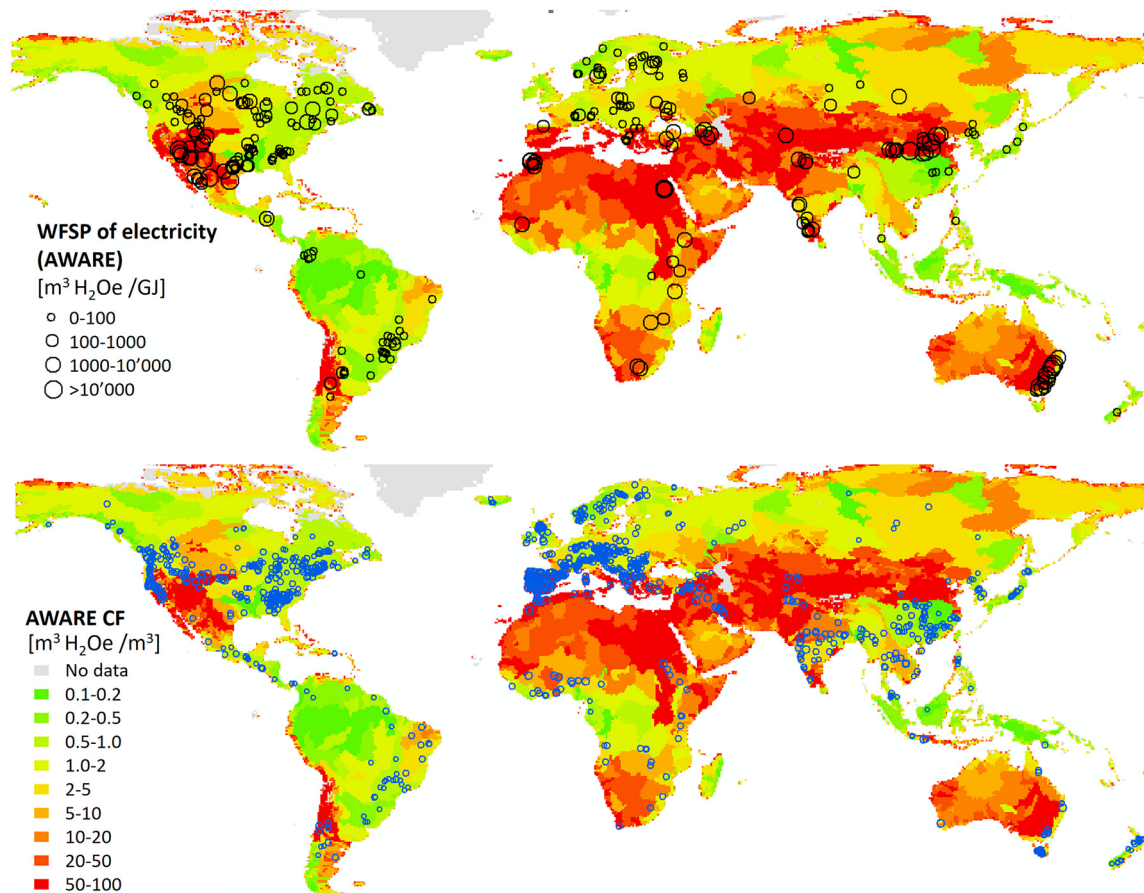 WFSP of electricity
(AWARE)
[m³ H₂Oe /GJ]
0-100
100-1000
1000-10’000
>10’000
AWARE CF
[m³ H₂Oe /m³]
No data
0.1-0.2
0.2-0.5
0.5-1.0
1.0-2
2-5
5-10
10-20
20-50
50-100